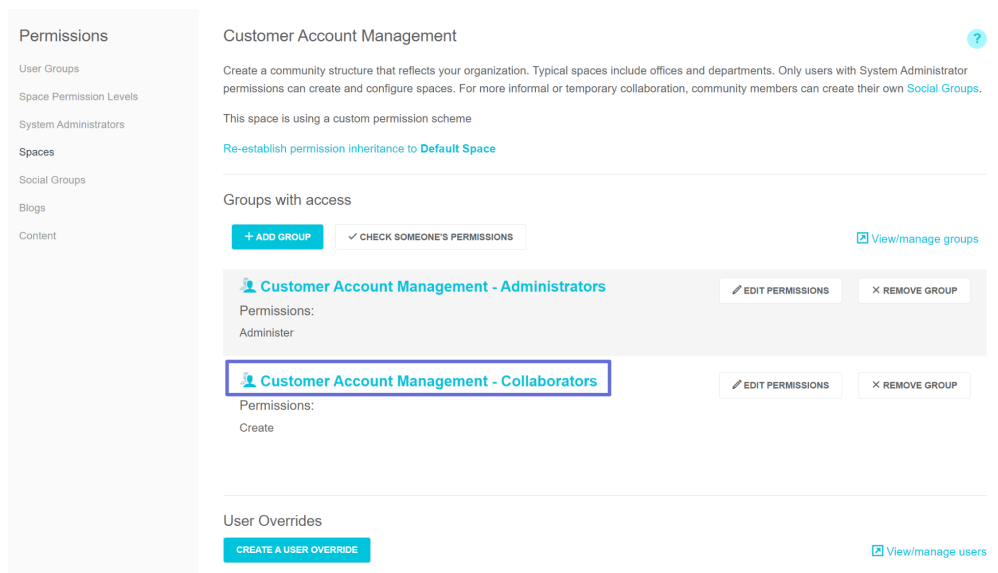 Permissions
User Groups
Space Permission Levels
System Administrators
Spaces
Social Groups
Blogs
Content
Customer Account Management
?
Create a community structure that reflects your organization. Typical spaces include offices and departments. Only users with System Administrator
permissions can create and configure spaces. For more informal or temporary collaboration, community members can create their own Social Groups.
This space is using a custom permission scheme
Re-establish permission inheritance to Default Space
Groups with access
+ ADD GROUP
✓ CHECK SOMEONE'S PERMISSIONS
View/manage groups
Customer Account Management - Administrators
EDIT PERMISSIONS
× REMOVE GROUP
Permissions:
Administer
Customer Account Management - Collaborators
EDIT PERMISSIONS
× REMOVE GROUP
Permissions:
Create
User Overrides
CREATE A USER OVERRIDE
View/manage users